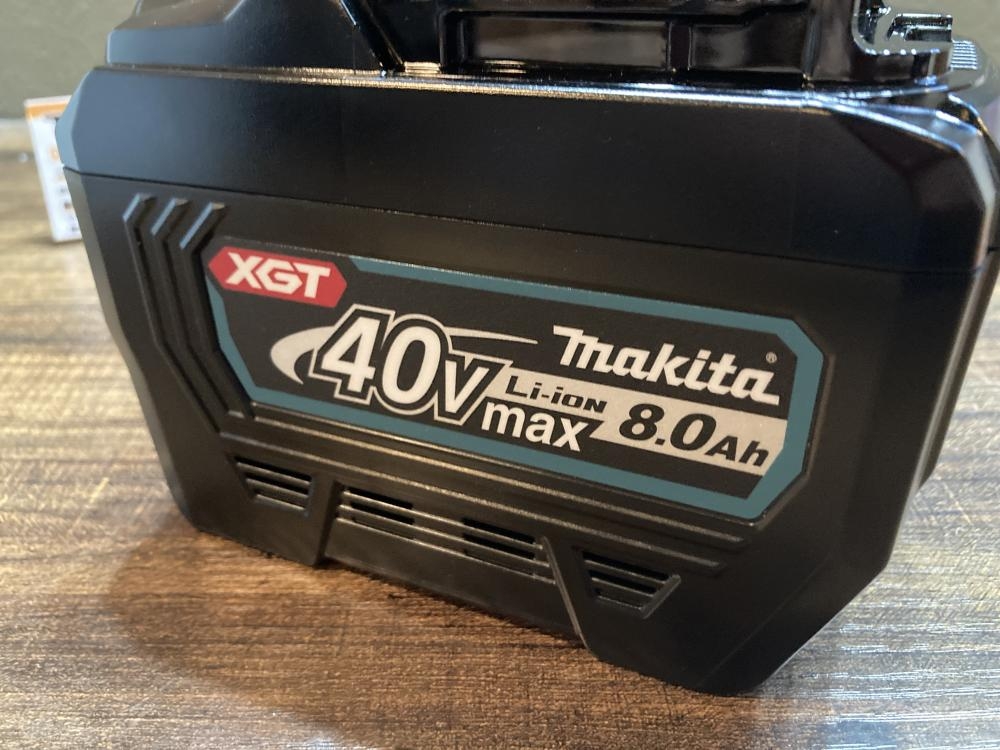 XGT
40v max
makita®
Li-ion 8.0Ah